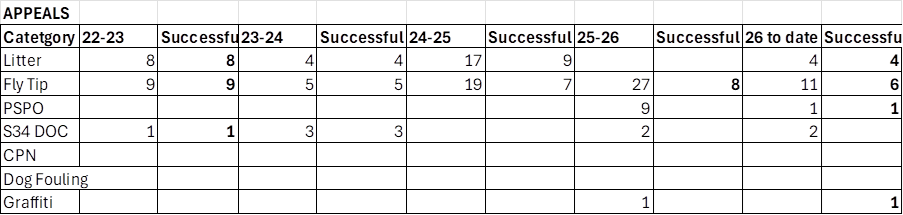 APPEALS
Catetgory 22-23 Successfu 23-24 Successful 24-25 Successful 25-26 Successful 26 to date Successfu
Litter 8 8 4 4 17 9 4 4
Fly Tip 9 9 5 5 19 7 27 8 11 6
PSPO 9 1 1
S34 DOC 1 1 3 3 2 2
CPN
Dog Fouling
Graffiti 1 1